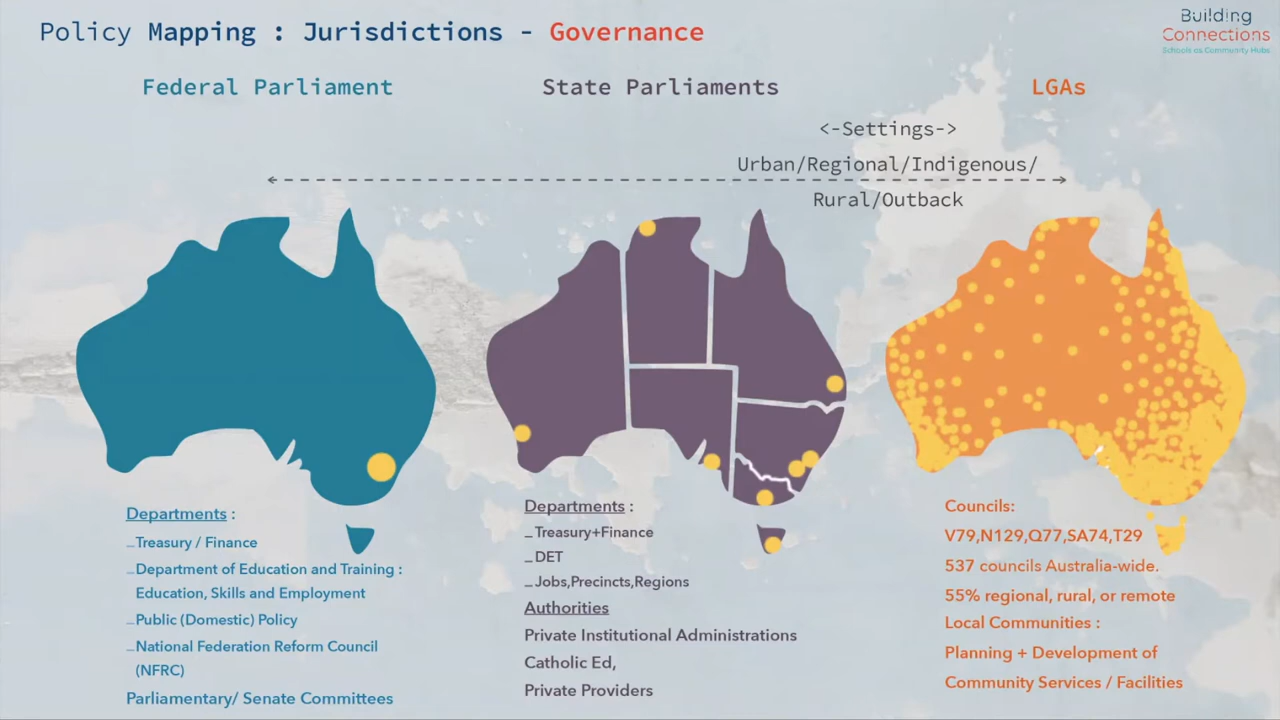 Policy Mapping : Jurisdictions - Governance
Building
Connections
Schools as Community Hubs
Federal Parliament
State Parliaments
LGAs
<-Settings->
Urban/Regional/Indigenous/
Rural/Outback
Departments :
_Treasury / Finance
_Department of Education and Training :
Education, Skills and Employment
_Public (Domestic) Policy
_National Federation Reform Council
(NFRC)
Parliamentary/ Senate Committees
Departments :
_Treasury+Finance
_DET
_Jobs,Precincts,Regions
Authorities
Private Institutional Administrations
Catholic Ed,
Private Providers
Councils:
V79,N129,Q77,SA74,T29
537 councils Australia-wide.
55% regional, rural, or remote
Local Communities :
Planning + Development of
Community Services / Facilities